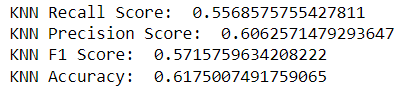 KNN Recall Score:  0.5568575755427811
KNN Precision Score:  0.6062571479293647
KNN F1 Score:  0.5715759634208222
KNN Accuracy:  0.6175007491759065